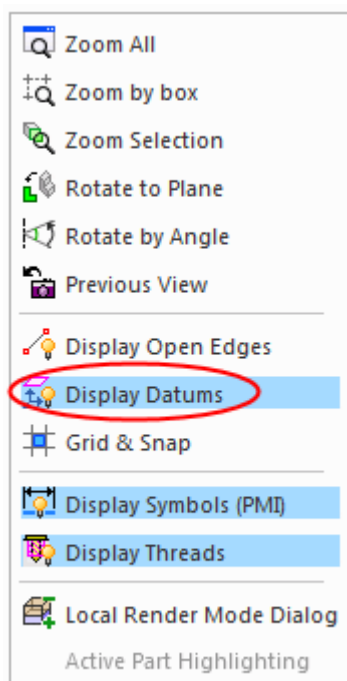 Zoom All
Zoom by box
Zoom Selection
Rotate to Plane
Rotate by Angle
Previous View
Display Open Edges
Display Datums
Grid & Snap
Display Symbols (PMI)
Display Threads
Local Render Mode Dialog
Active Part Highlighting